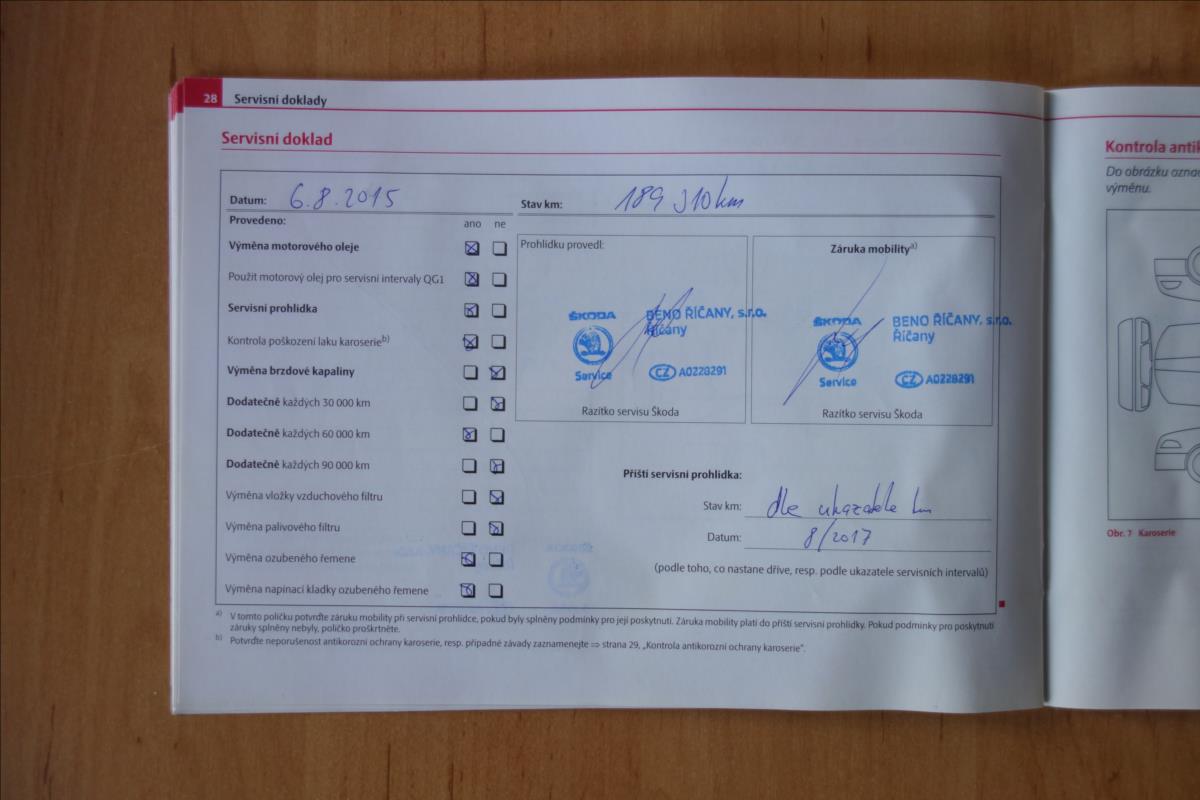 28 Servisní doklady
Servisní doklad
Datum: 6.8.2015 Stav km: 189 510 km
Provedeno: ano ne
Výměna motorového oleje
Použit motorový olej pro servisní intervaly QG1
Servisní prohlídka
Kontrola poškození laku karoserie b)
Výměna brzdové kapaliny
Dodatečně každých 30 000 km
Dodatečně každých 60 000 km
Dodatečně každých 90 000 km
Výměna vložky vzduchového filtru
Výměna palivového filtru
Výměna ozubeného řemene
Výměna napínací kladky ozubeného řemene
Prohlídku provedl:
ŠKODA BENO ŘÍČANY, s.r.o.
Říčany
Service CZ A0228291
Razítko servisu Škoda
Záruka mobility a)
ŠKODA BENO ŘÍČANY, s.r.o.
Říčany
Service CZ A0228291
Razítko servisu Škoda
Příští servisní prohlídka:
Stav km: dle ukazatele km
Datum: 8/2017
(podle toho, co nastane dříve, resp. podle ukazatele servisních intervalů)
a) V tomto políčku potvrďte záruku mobility při servisní prohlídce, pokud byly splněny podmínky pro její poskytnutí. Záruka mobility platí do příští servisní prohlídky. Pokud podmínky pro poskytnutí
záruky splněny nebyly, políčko proškrtněte.
b) Potvrďte neporušenost antikorozní ochrany karoserie, resp. případné závady zaznamenejte ⇒ strana 29, „Kontrola antikorozní ochrany karoserie“.
Kontrola
Do obrázku
výměnu.
Obr. 7 Karoserie